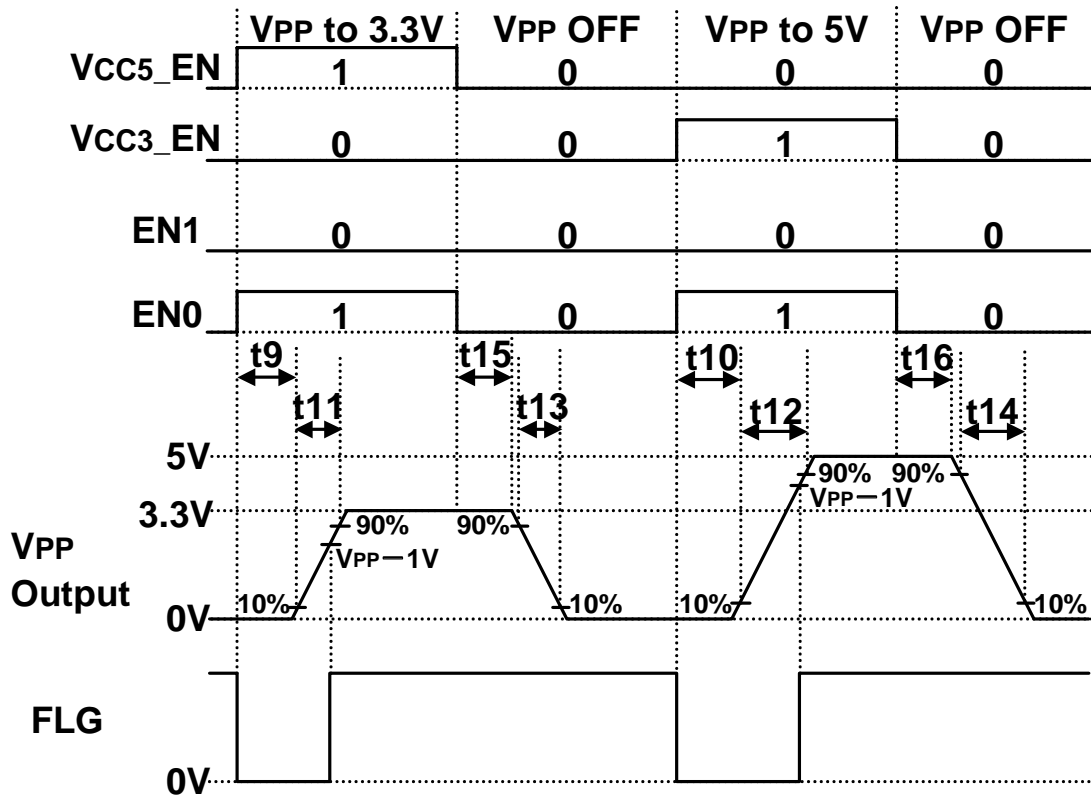 VPP to 3.3V VPP OFF VPP to 5V VPP OFF
VCC5_EN 1 0 0 0
VCC3_EN 0 0 1 0
EN1 0 0 0 0
EN0 1 0 1 0
t9 t15 t10 t16
t11 t13 t12 t14
5V 90% 90%
VPP－1V
3.3V 90% 90%
VPP－1V
VPP
Output
10% 10% 10% 10%
0V
FLG
0V